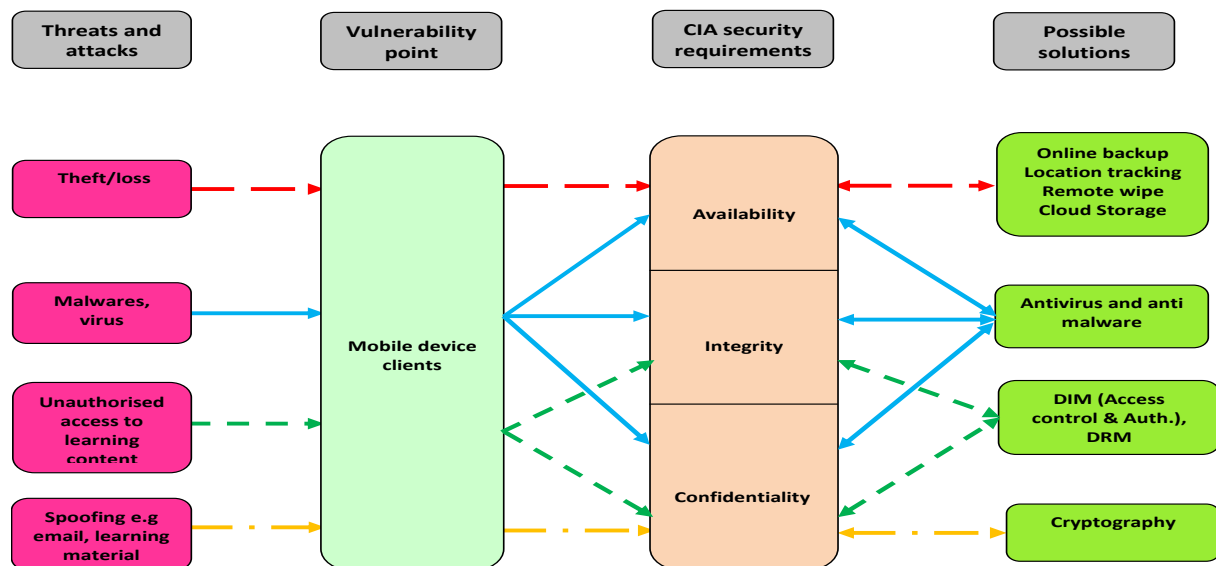 Threats and
attacks
Vulnerability
point
CIA security
requirements
Possible
solutions
Theft/loss
Malwares,
virus
Unauthorised
access to
learning
content
Spoofing e.g
email, learning
material
Mobile device
clients
Availability
Integrity
Confidentiality
Online backup
Location tracking
Remote wipe
Cloud Storage
Antivirus and anti
malware
DIM (Access
control & Auth.),
DRM
Cryptography